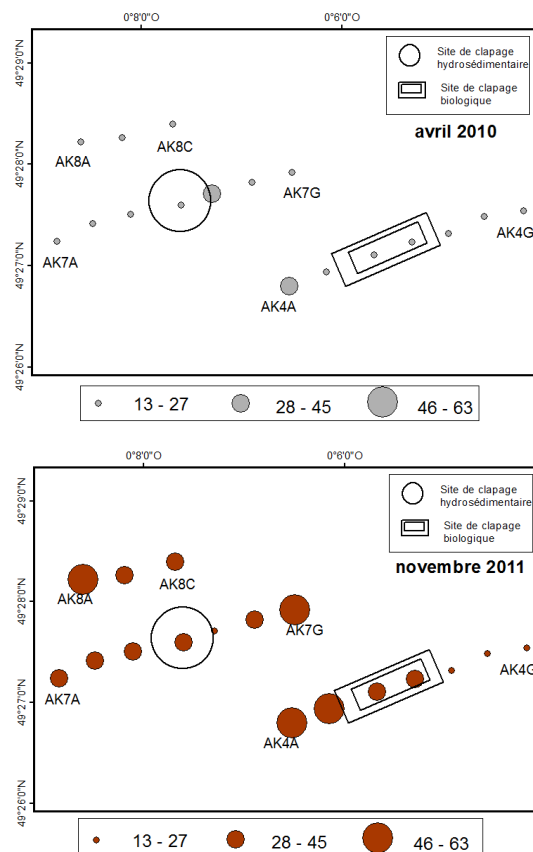 0°8'0"O 0°6'0"O
49°29'0"N
49°28'0"N
49°27'0"N
49°26'0"N
Site de clapage
hydrosédimentaire
Site de clapage
biologique
avril 2010
AK8A
AK8C
AK7G
AK7A
AK4G
AK4A
13 - 27 28 - 45 46 - 63
0°8'0"O 0°6'0"O
49°29'0"N
49°28'0"N
49°27'0"N
49°26'0"N
Site de clapage
hydrosédimentaire
Site de clapage
biologique
novembre 2011
AK8A
AK8C
AK7G
AK7A
AK4G
AK4A
13 - 27 28 - 45 46 - 63